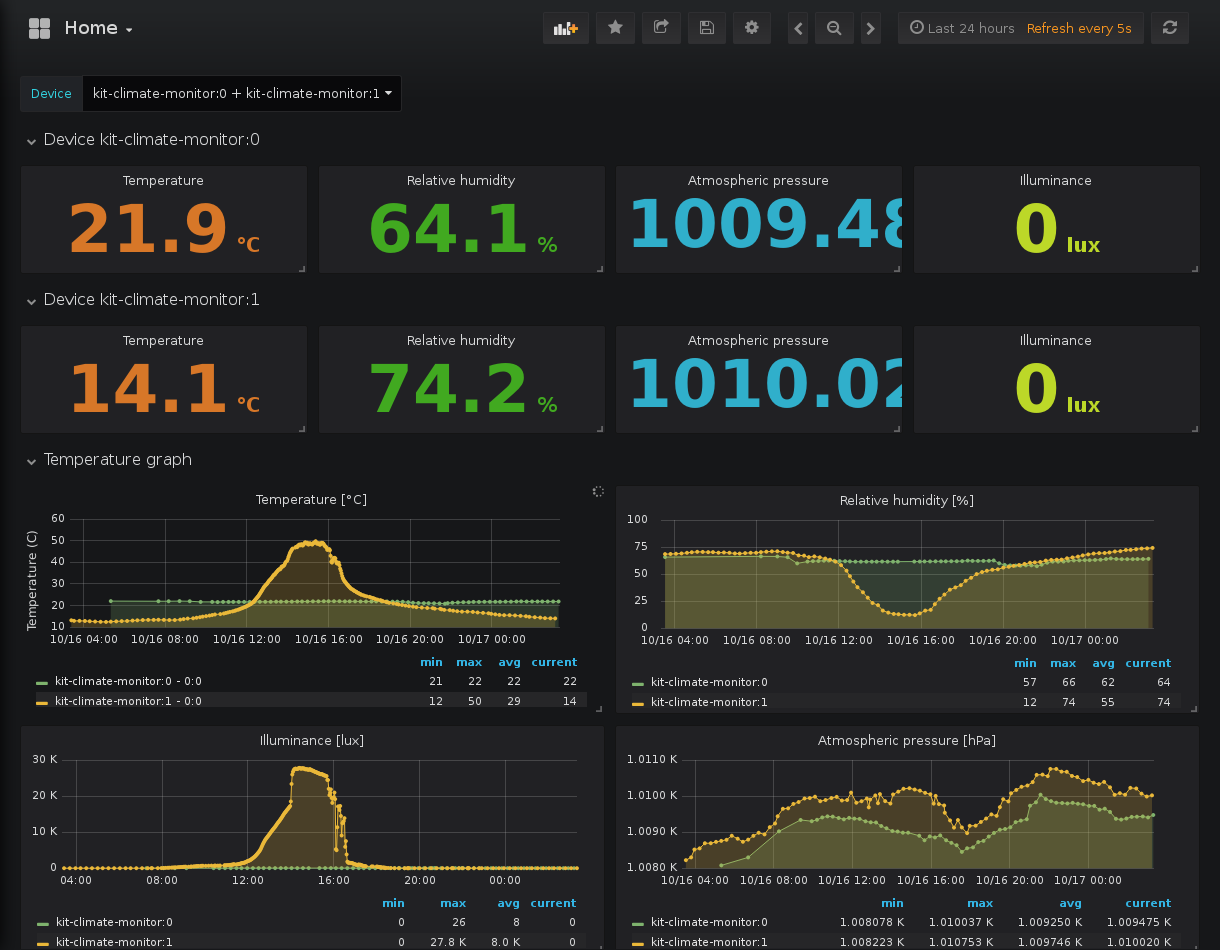 Home
Last 24 hours Refresh every 5s
Device kit-climate-monitor:0 + kit-climate-monitor:1
Device kit-climate-monitor:0
Temperature Relative humidity Atmospheric pressure Illuminance
21.9 °C 64.1 % 1009.48 0 lux
Device kit-climate-monitor:1
Temperature Relative humidity Atmospheric pressure Illuminance
14.1 °C 74.2 % 1010.02 0 lux
Temperature graph
Temperature [°C]
Temperature (C)
60
50
40
30
20
10
10/16 04:00 10/16 08:00 10/16 12:00 10/16 16:00 10/16 20:00 10/17 00:00
min max avg current
kit-climate-monitor:0 - 0:0 21 22 22 22
kit-climate-monitor:1 - 0:0 12 50 29 14
Relative humidity [%]
100
75
50
25
0
10/16 04:00 10/16 08:00 10/16 12:00 10/16 16:00 10/16 20:00 10/17 00:00
min max avg current
kit-climate-monitor:0 57 66 62 64
kit-climate-monitor:1 12 74 55 74
Illuminance [lux]
30 K
20 K
10 K
0
04:00 08:00 12:00 16:00 20:00 00:00
min max avg current
kit-climate-monitor:0 0 26 8 0
kit-climate-monitor:1 0 27.8 K 8.0 K 0
Atmospheric pressure [hPa]
1.0110 K
1.0100 K
1.0090 K
1.0080 K
10/16 04:00 10/16 08:00 10/16 12:00 10/16 16:00 10/16 20:00 10/17 00:00
min max avg current
kit-climate-monitor:0 1.008078 K 1.010037 K 1.009250 K 1.009475 K
kit-climate-monitor:1 1.008223 K 1.010753 K 1.009746 K 1.010020 K